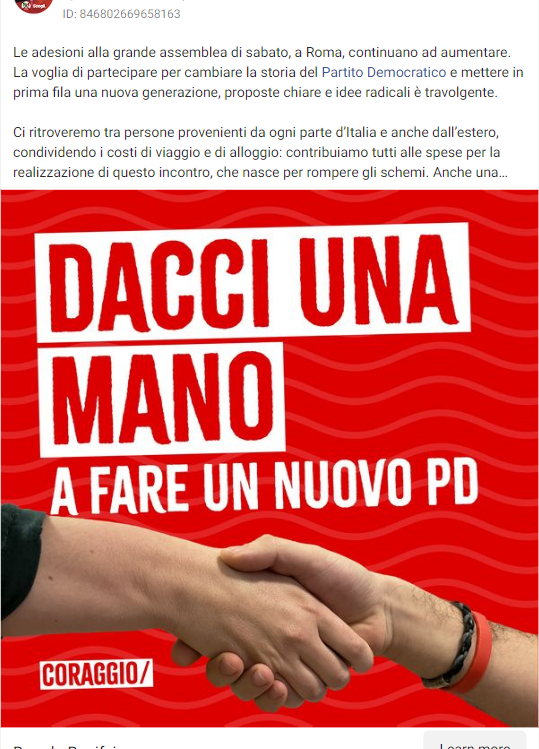 ID: 846802669658163
Le adesioni alla grande assemblea di sabato, a Roma, continuano ad aumentare.
La voglia di partecipare per cambiare la storia del Partito Democratico e mettere in
prima fila una nuova generazione, proposte chiare e idee radicali è travolgente.
Ci ritroveremo tra persone provenienti da ogni parte d'Italia e anche dall'estero,
condividendo i costi di viaggio e di alloggio: contribuiamo tutti alle spese per la
realizzazione di questo incontro, che nasce per rompere gli schemi. Anche una...
DACCI UNA
MANO
A FARE UN NUOVO PD
CORAGGIO/
Learn more